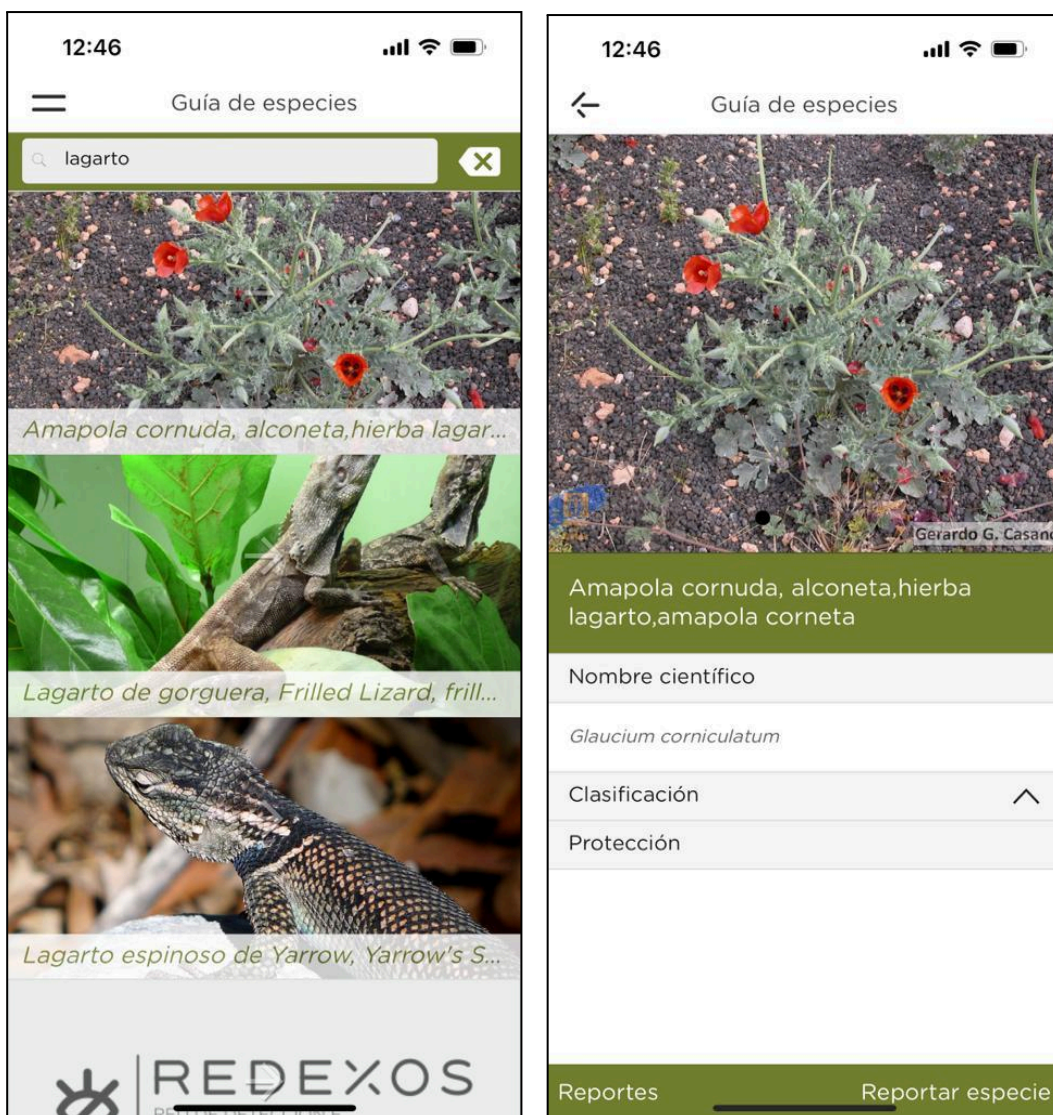 12:46
Guía de especies
lagarto
Amapola cornuda, alconeta,hierba lagar...
Lagarto de gorguera, Frilled Lizard, frill...
Lagarto espinoso de Yarrow, Yarrow's S...
REDEXOS
12:46
Guía de especies
Gerardo G. Casano
Amapola cornuda, alconeta,hierba
lagarto,amapola corneta
Nombre científico
Glaucium corniculatum
Clasificación
Protección
Reportes
Reportar especie